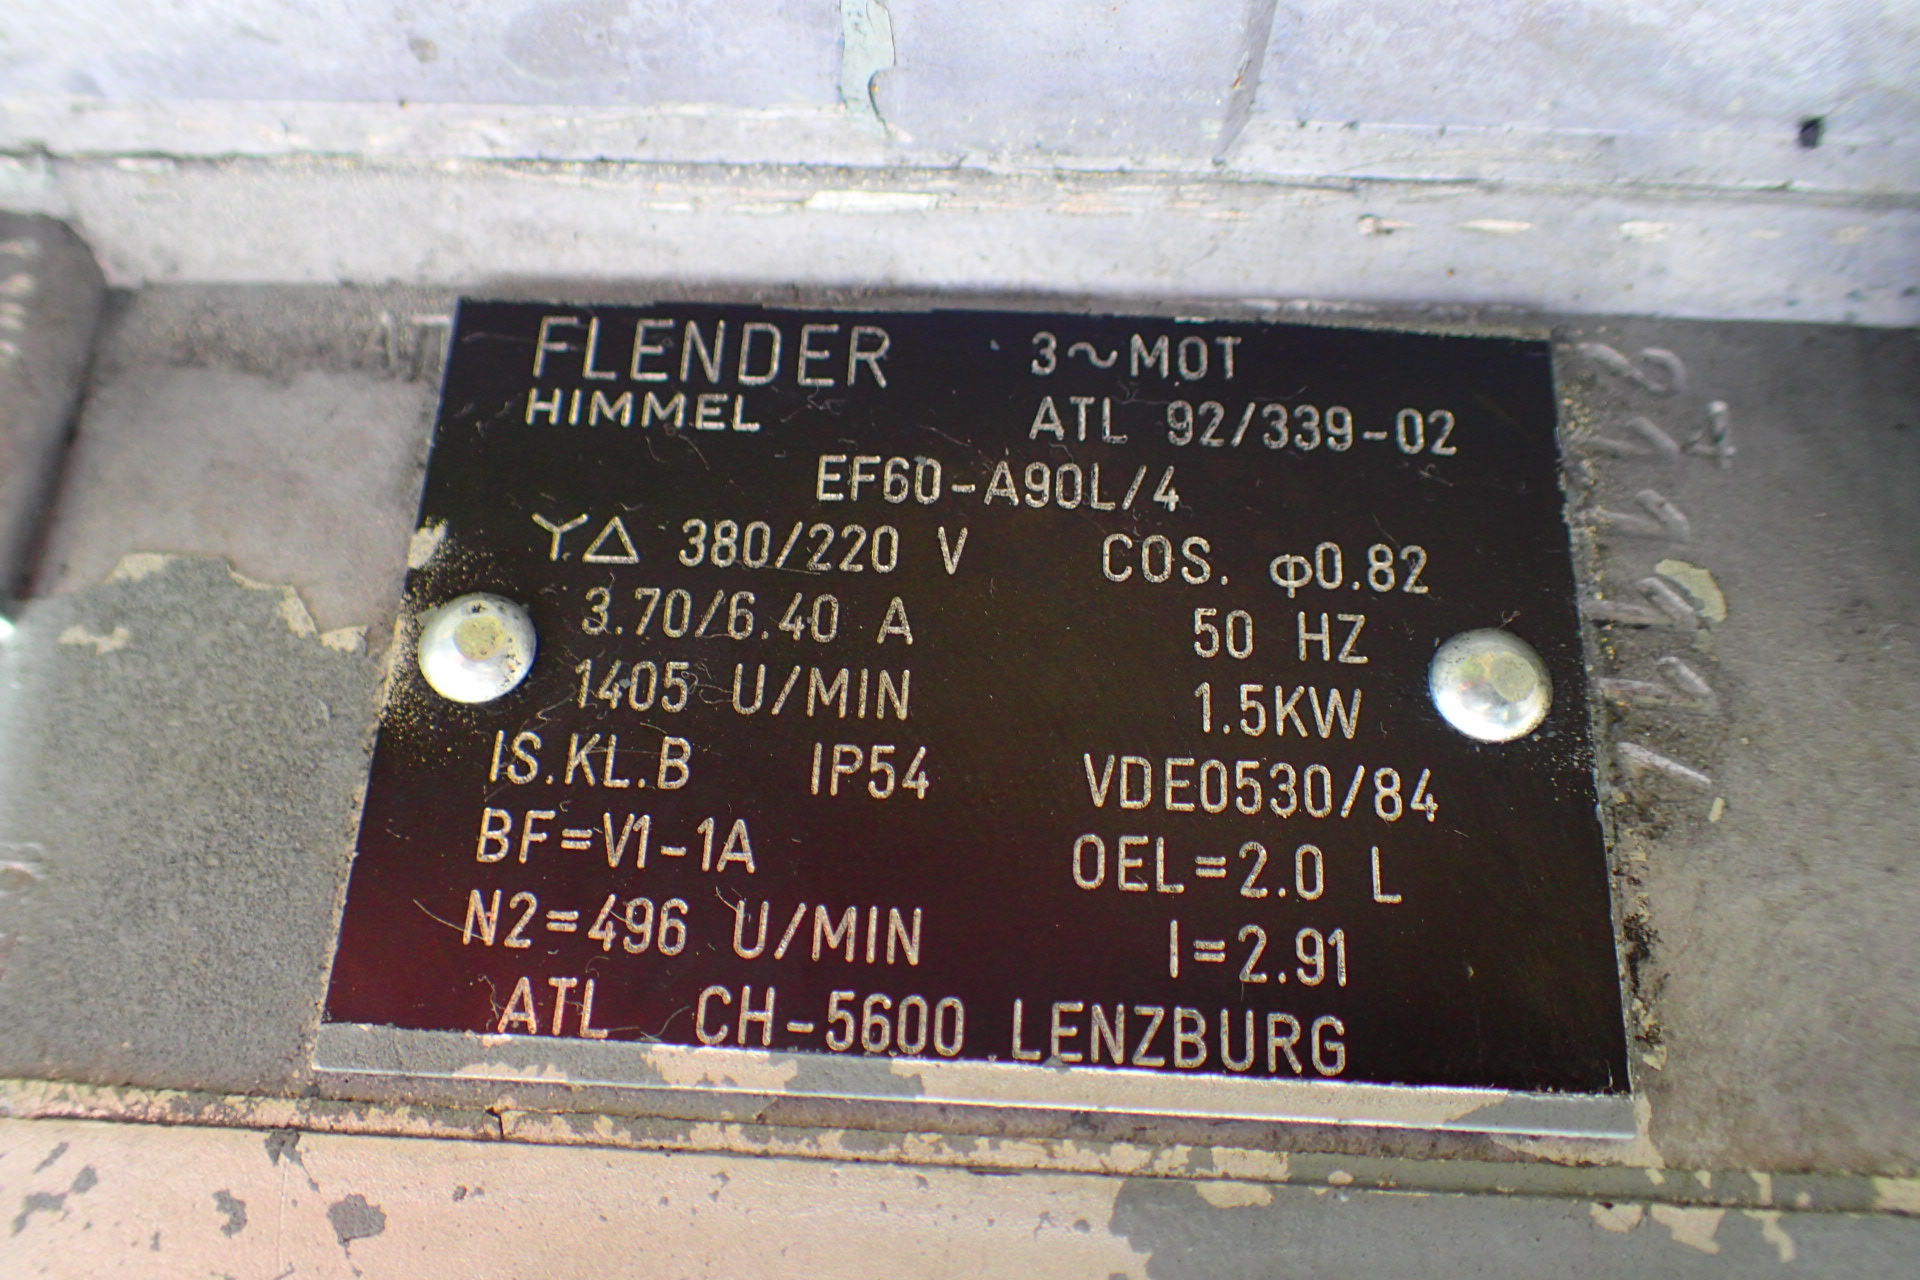 FLENDER 3~MOT
HIMMEL ATL 92/339-02
EF60-A90L/4
Y△ 380/220 V COS. φ0.82
3.70/6.40 A 50 HZ
1405 U/MIN 1.5KW
IS.KL.B IP54 VDE0530/84
BF=V1-1A OEL=2.0 L
N2=496 U/MIN I=2.91
ATL CH-5600 LENZBURG